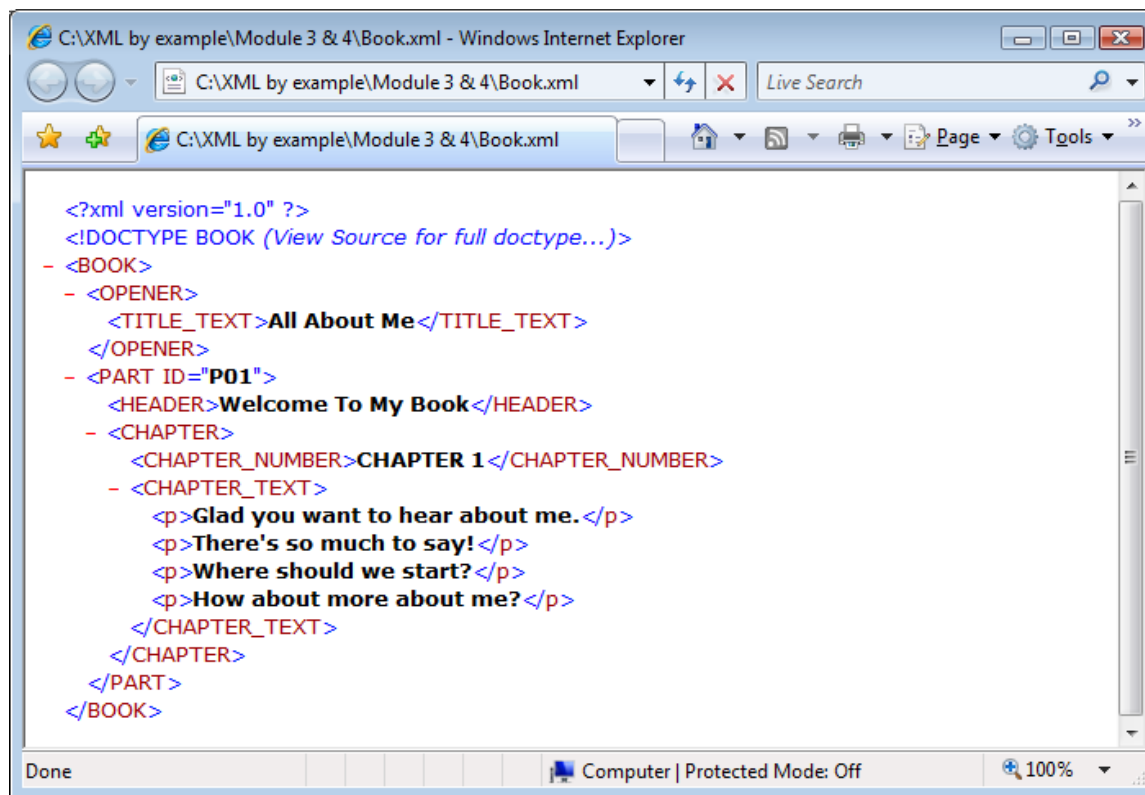 C:\XML by example\Module 3 & 4\Book.xml - Windows Internet Explorer
C:\XML by example\Module 3 & 4\Book.xml
Live Search
C:\XML by example\Module 3 & 4\Book.xml
Page
Tools
<?xml version="1.0" ?>
<!DOCTYPE BOOK (View Source for full doctype...)>
- <BOOK>
- <OPENER>
<TITLE_TEXT>All About Me</TITLE_TEXT>
</OPENER>
- <PART ID="P01">
<HEADER>Welcome To My Book</HEADER>
- <CHAPTER>
<CHAPTER_NUMBER>CHAPTER 1</CHAPTER_NUMBER>
- <CHAPTER_TEXT>
<p>Glad you want to hear about me.</p>
<p>There's so much to say!</p>
<p>Where should we start?</p>
<p>How about more about me?</p>
</CHAPTER_TEXT>
</CHAPTER>
</PART>
</BOOK>
Done
Computer | Protected Mode: Off
100%